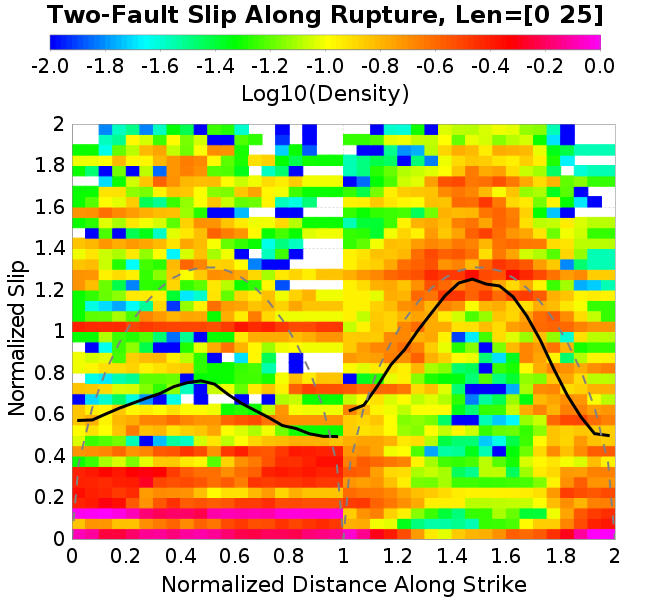 Two-Fault Slip Along Rupture, Len=[0 25]
-2.0 -1.8 -1.6 -1.4 -1.2 -1.0 -0.8 -0.6 -0.4 -0.2 0.0
Log10(Density)
2
1.8
1.6
1.4
1.2
1
0.8
0.6
0.4
0.2
0
Normalized Slip
0 0.2 0.4 0.6 0.8 1 1.2 1.4 1.6 1.8 2
Normalized Distance Along Strike